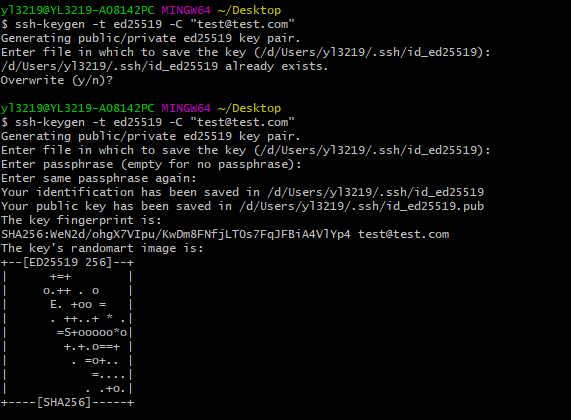 yl3219@YL3219-A08142PC MINGW64 ~/Desktop
$ ssh-keygen -t ed25519 -C "test@test.com"
Generating public/private ed25519 key pair.
Enter file in which to save the key (/d/Users/yl3219/.ssh/id_ed25519):
/d/Users/yl3219/.ssh/id_ed25519 already exists.
Overwrite (y/n)?
yl3219@YL3219-A08142PC MINGW64 ~/Desktop
$ ssh-keygen -t ed25519 -C "test@test.com"
Generating public/private ed25519 key pair.
Enter file in which to save the key (/d/Users/yl3219/.ssh/id_ed25519):
Enter passphrase (empty for no passphrase):
Enter same passphrase again:
Your identification has been saved in /d/Users/yl3219/.ssh/id_ed25519
Your public key has been saved in /d/Users/yl3219/.ssh/id_ed25519.pub
The key fingerprint is:
SHA256:WeN2d/ohgX7VIpu/KwDm8FNfjLTOs7FqJFBiA4VlYp4 test@test.com
The key's randomart image is:
+--[ED25519 256]--+
|      +=+        |
|     o.++ . o    |
|      E. +oo =   |
|      . ++..+ * .|
|       =S+ooooo*o|
|        +.+.o==+ |
|         . =o+.. |
|            =....|
|           . .+o.|
+----[SHA256]-----+